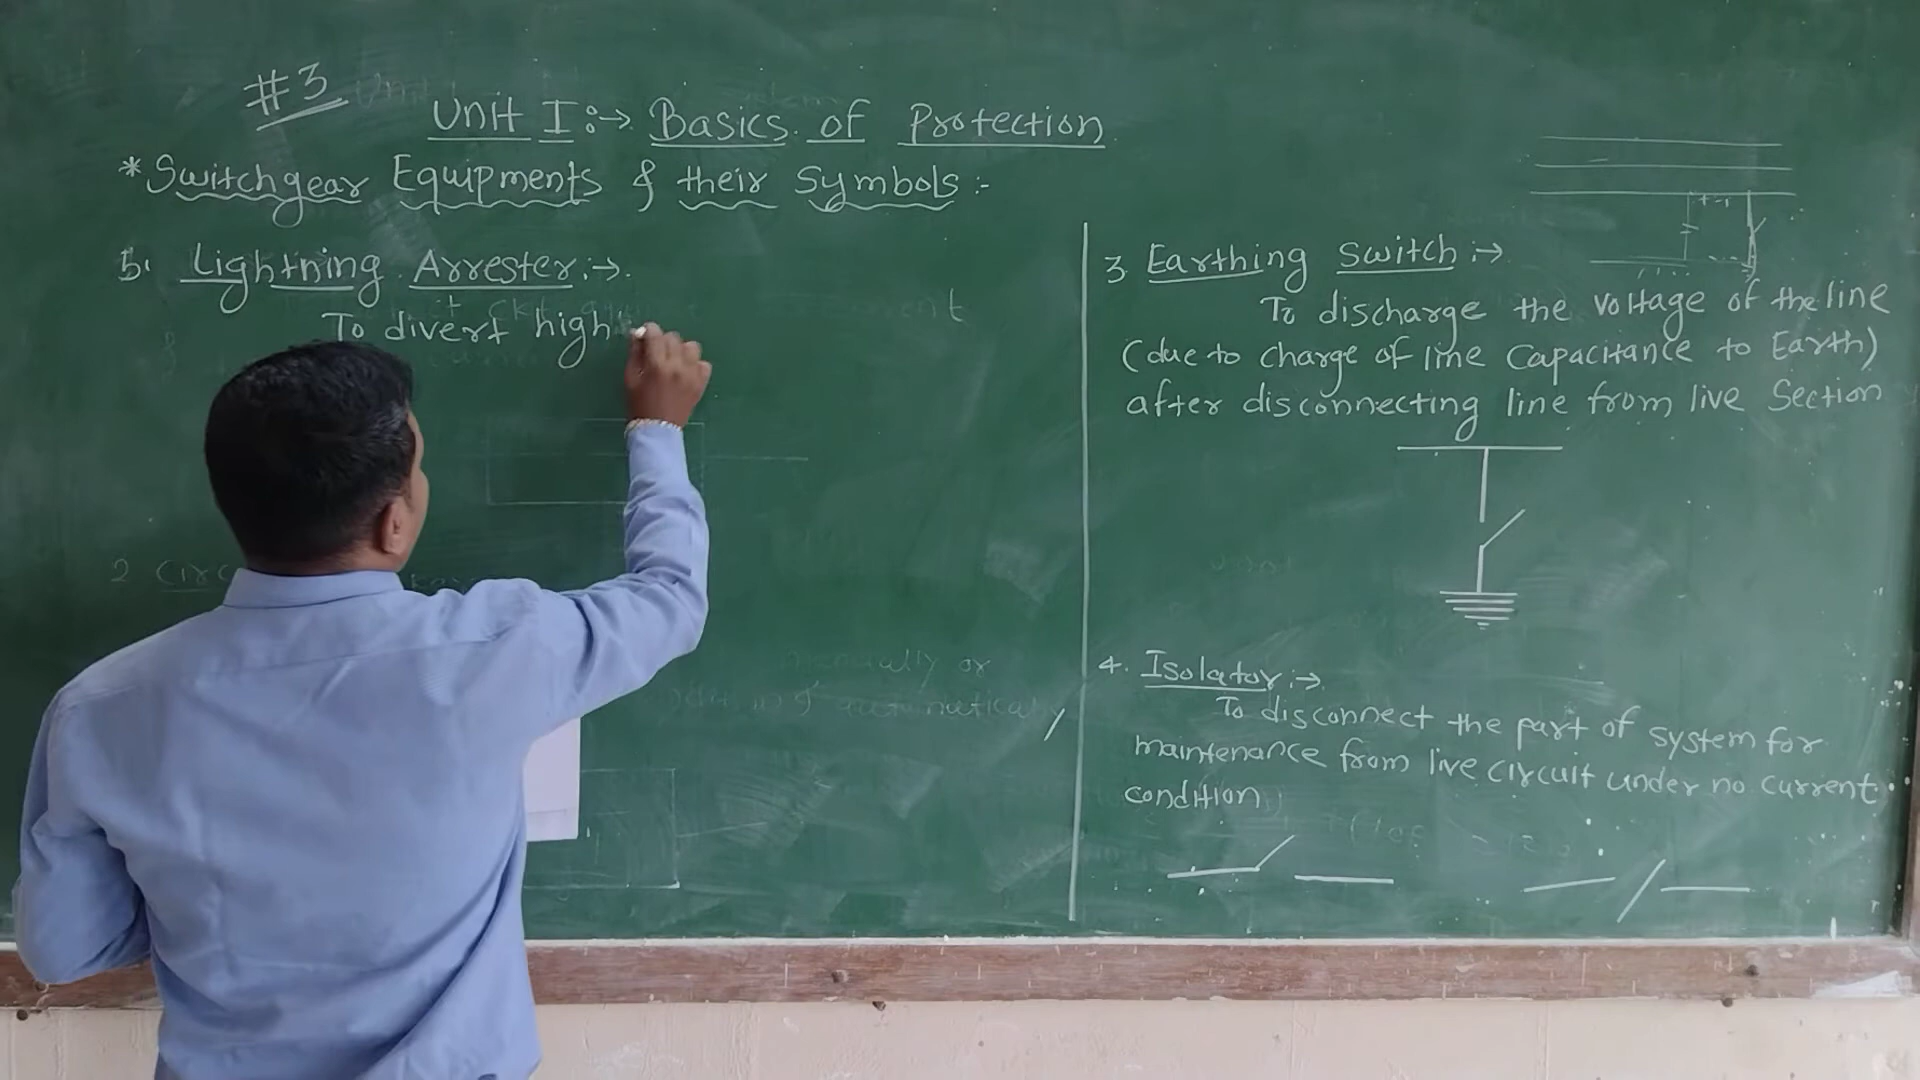 #3
Unit I :→ Basics of Protection
* Switchgear Equipments & their Symbols :-
5. Lightning Arrester :→
To divert high
3 Earthing Switch :→
To discharge the voltage of the line
(due to charge of line capacitance to Earth)
after disconnecting line from live Section
4. Isolator :→
To disconnect the part of system for
maintenance from live circuit under no current
condition